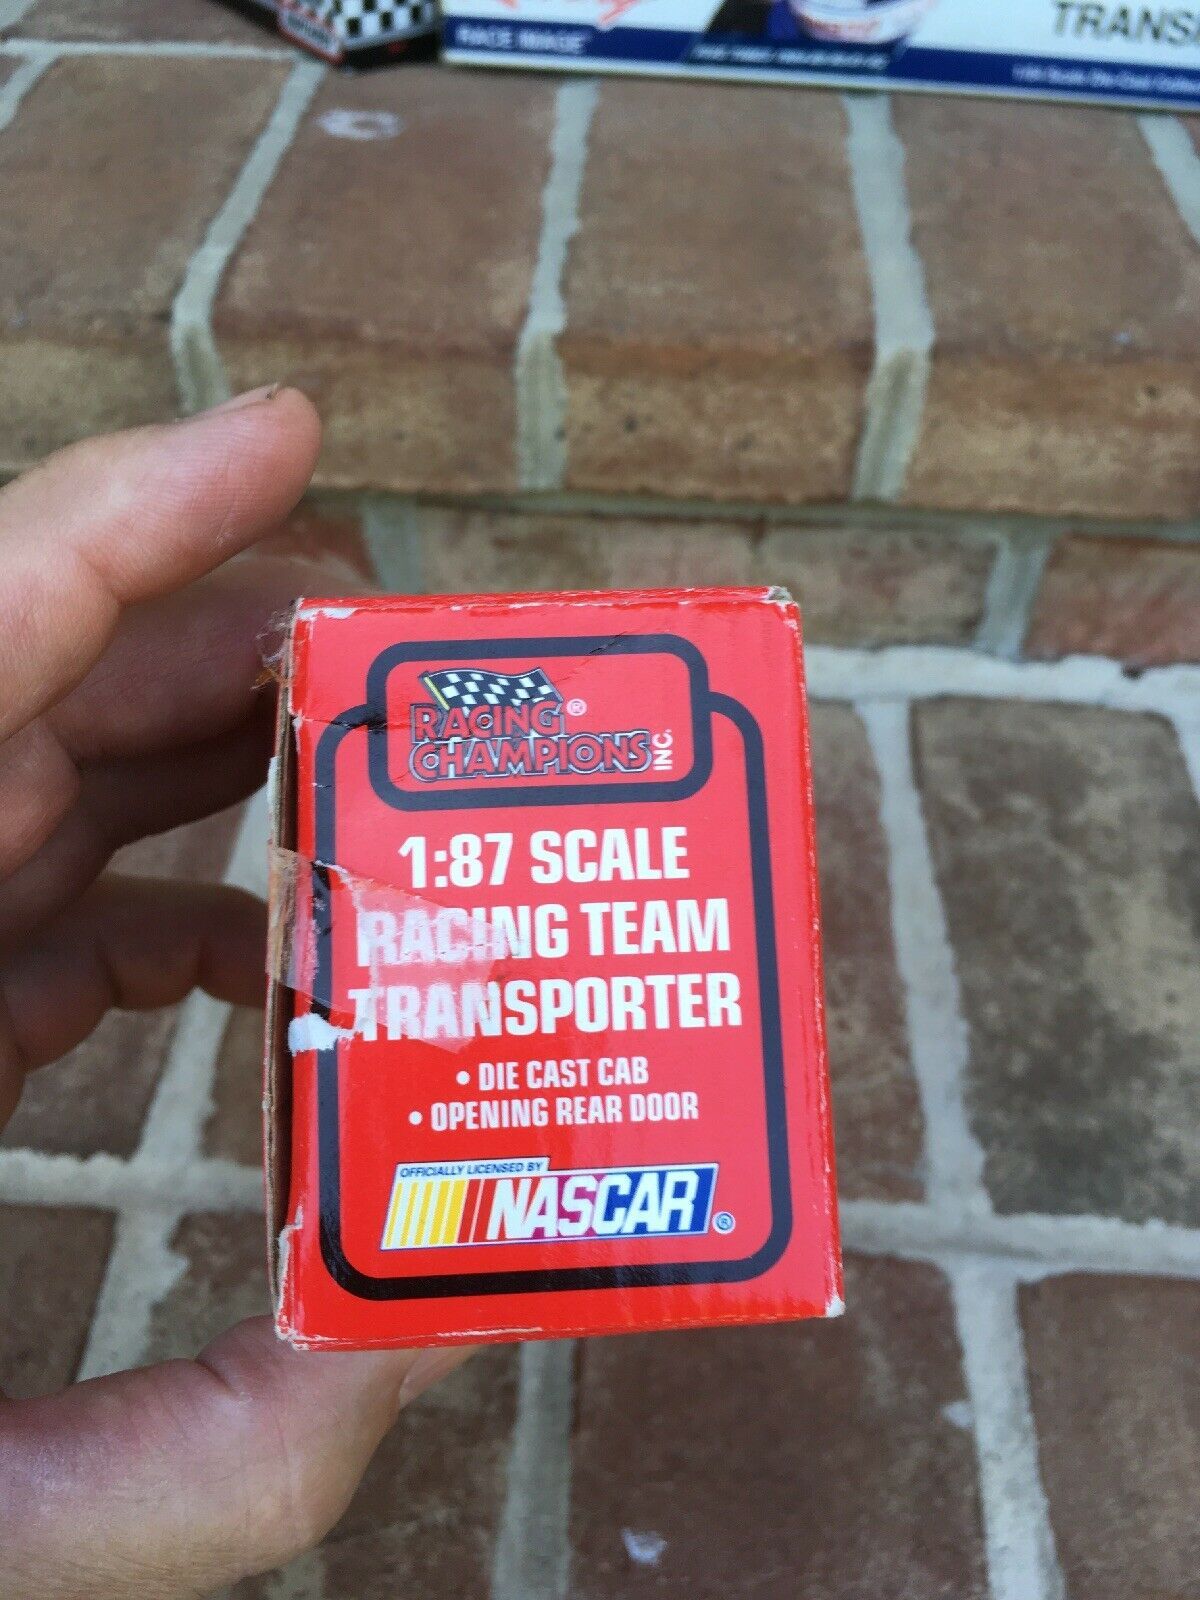 RACE IMAGE
TRANS
RACING®
CHAMPIONS INC.
1:87 SCALE
RACING TEAM
TRANSPORTER
• DIE CAST CAB
• OPENING REAR DOOR
OFFICIALLY LICENSED BY
NASCAR®